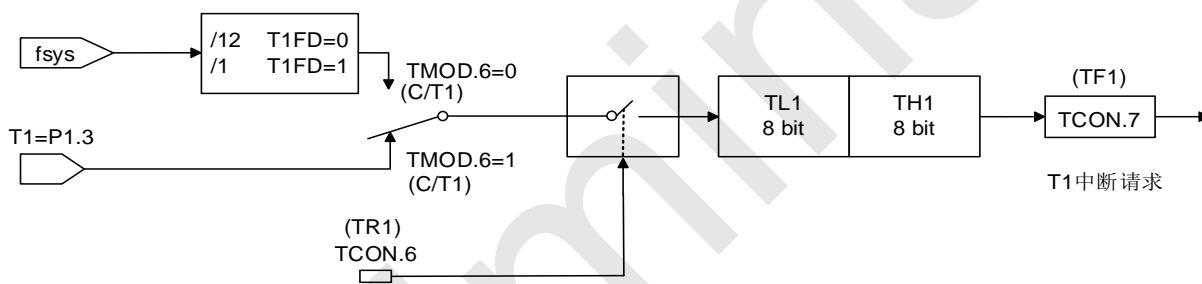 fsys
/12 T1FD=0
/1 T1FD=1
TMOD.6=0
(C/T1)
T1=P1.3
TMOD.6=1
(C/T1)
(TR1)
TCON.6
TL1
8 bit
TH1
8 bit
(TF1)
TCON.7
T1中断请求